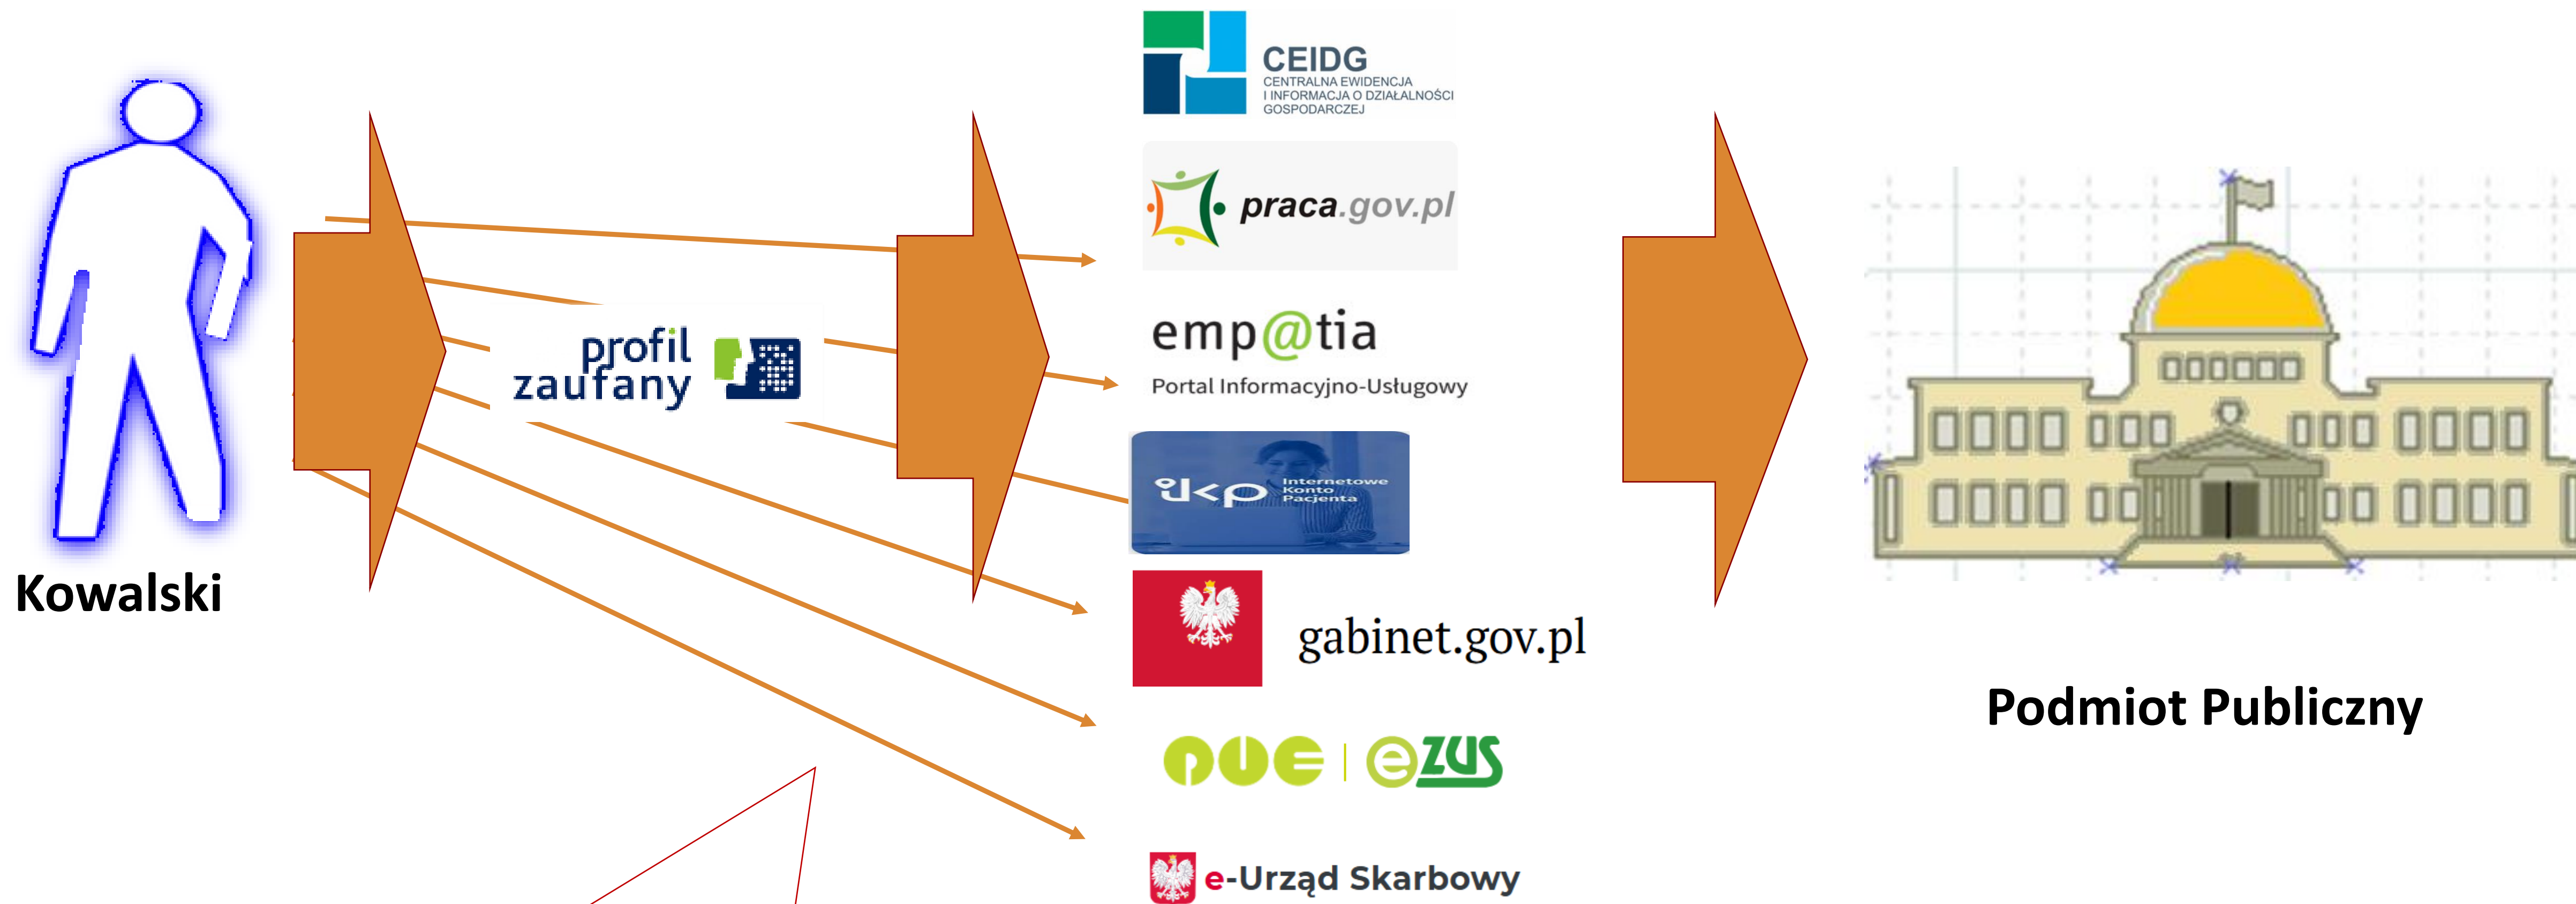 CEIDG
CENTRALNA EWIDENCJA
I INFORMACJA O DZIAŁALNOŚCI
GOSPODARCZEJ
praca.gov.pl
emp@tia
Portal Informacyjno-Usługowy
profil
zaufany
ikp Internetowe
Konto
Pacjenta
Kowalski
gabinet.gov.pl
Podmiot Publiczny
pue | eZUS
e-Urząd Skarbowy